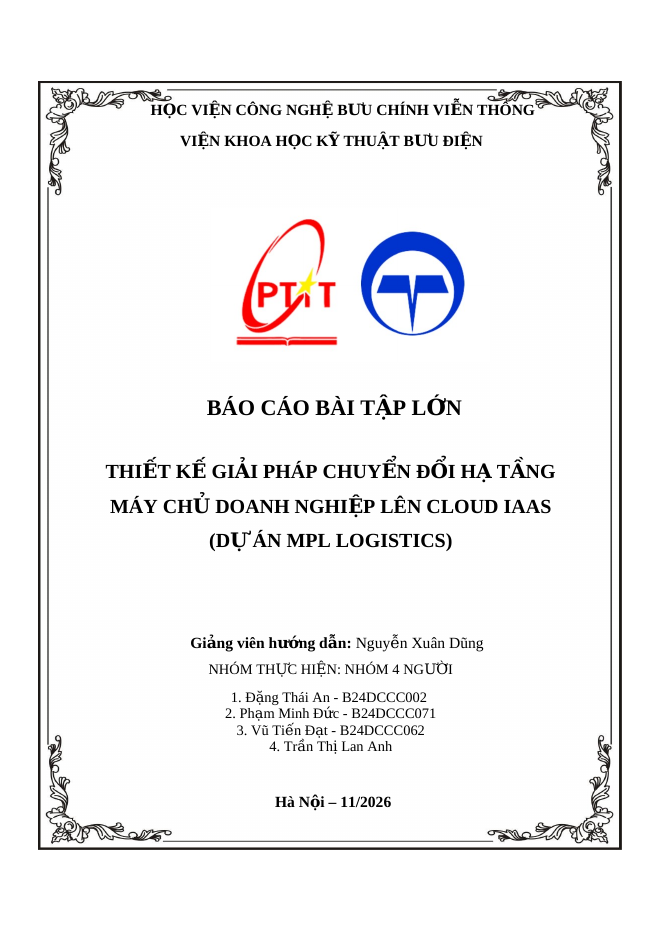 HỌC VIỆN CÔNG NGHỆ BƯU CHÍNH VIỄN THÔNG
VIỆN KHOA HỌC KỸ THUẬT BƯU ĐIỆN
PTIT
BÁO CÁO BÀI TẬP LỚN
THIẾT KẾ GIẢI PHÁP CHUYỂN ĐỔI HẠ TẦNG
MÁY CHỦ DOANH NGHIỆP LÊN CLOUD IAAS
(DỰ ÁN MPL LOGISTICS)
Giảng viên hướng dẫn: Nguyễn Xuân Dũng
NHÓM THỰC HIỆN: NHÓM 4 NGƯỜI
1. Đặng Thái An - B24DCCC002
2. Phạm Minh Đức - B24DCCC071
3. Vũ Tiến Đạt - B24DCCC062
4. Trần Thị Lan Anh
Hà Nội – 11/2026